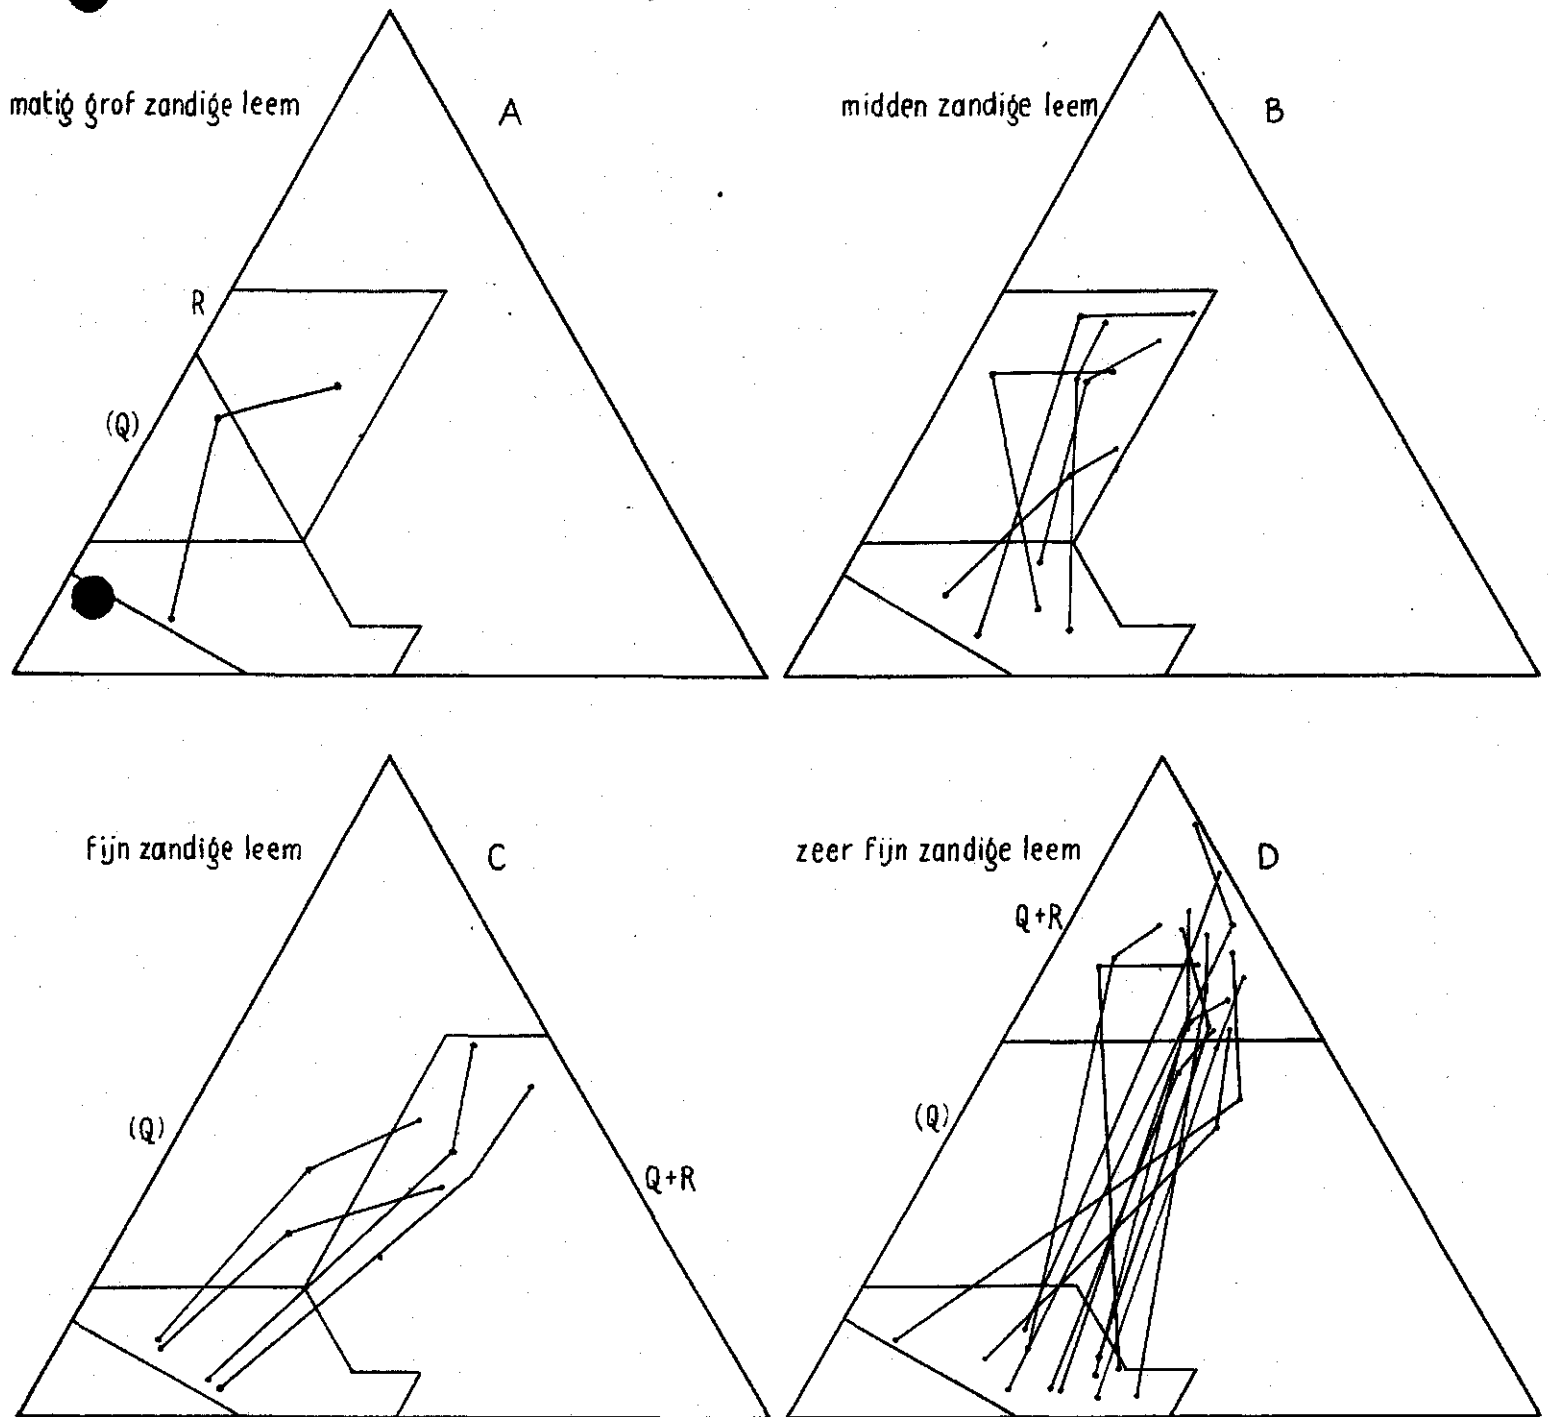 matig grof zandige leem
A
R
(Q)
midden zandige leem
B
fijn zandige leem
C
(Q)
Q+R
zeer fijn zandige leem
D
Q+R
(Q)